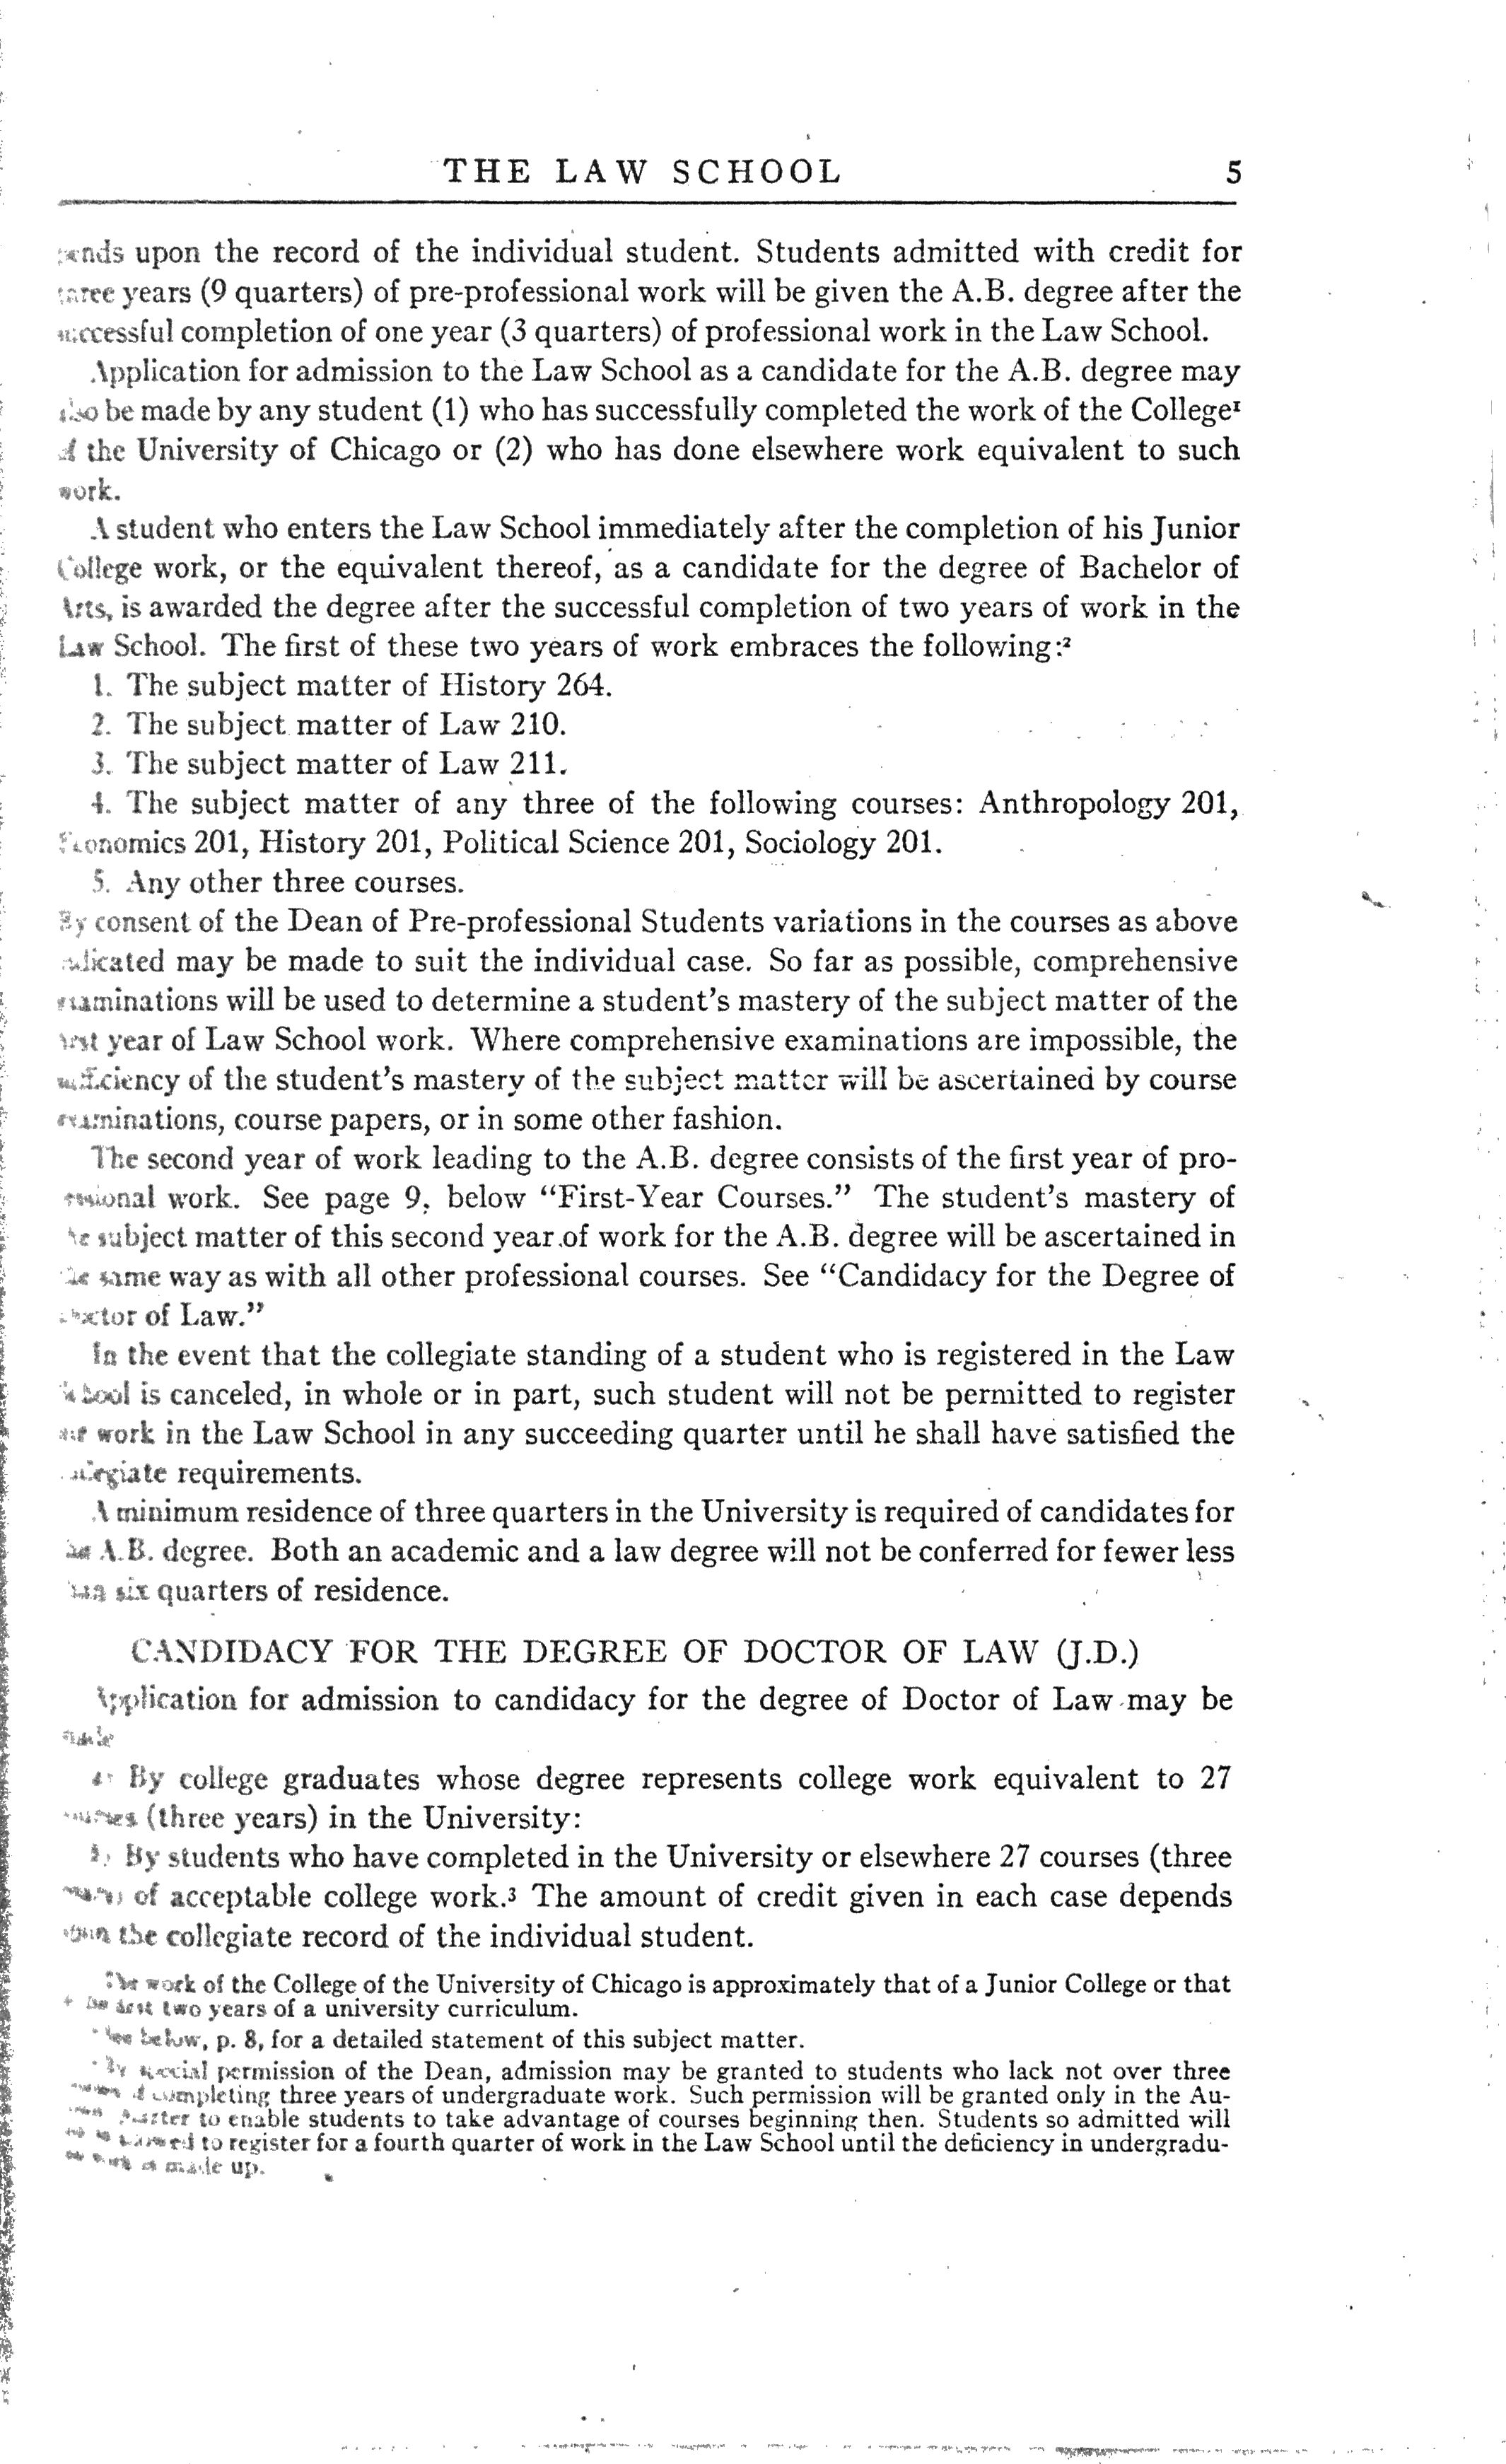 THE LAW SCHOOL 5
upon the record of the individual student. Students admitted with credit for
three years (9 quarters) of pre-professional work will be given the A.B. degree after the
successful completion of one year (3 quarters) of professional work in the Law School.
Application for admission to the Law School as a candidate for the A.B. degree may
also be made by any student (1) who has successfully completed the work of the College¹
of the University of Chicago or (2) who has done elsewhere work equivalent to such
work.
A student who enters the Law School immediately after the completion of his Junior
College work, or the equivalent thereof, as a candidate for the degree of Bachelor of
Arts, is awarded the degree after the successful completion of two years of work in the
Law School. The first of these two years of work embraces the following:²
1. The subject matter of History 264.
2. The subject matter of Law 210.
3. The subject matter of Law 211.
4. The subject matter of any three of the following courses: Anthropology 201,
Economics 201, History 201, Political Science 201, Sociology 201.
5. Any other three courses.
By consent of the Dean of Pre-professional Students variations in the courses as above
indicated may be made to suit the individual case. So far as possible, comprehensive
examinations will be used to determine a student's mastery of the subject matter of the
first year of Law School work. Where comprehensive examinations are impossible, the
sufficiency of the student's mastery of the subject matter will be ascertained by course
examinations, course papers, or in some other fashion.
The second year of work leading to the A.B. degree consists of the first year of pro-
fessional work. See page 9, below "First-Year Courses." The student's mastery of
the subject matter of this second year of work for the A.B. degree will be ascertained in
the same way as with all other professional courses. See "Candidacy for the Degree of
Doctor of Law."
In the event that the collegiate standing of a student who is registered in the Law
School is canceled, in whole or in part, such student will not be permitted to register
for work in the Law School in any succeeding quarter until he shall have satisfied the
collegiate requirements.
A minimum residence of three quarters in the University is required of candidates for
the A.B. degree. Both an academic and a law degree will not be conferred for fewer less
than six quarters of residence.
CANDIDACY FOR THE DEGREE OF DOCTOR OF LAW (J.D.)
Application for admission to candidacy for the degree of Doctor of Law may be
made
By college graduates whose degree represents college work equivalent to 27
courses (three years) in the University:
By students who have completed in the University or elsewhere 27 courses (three
years) of acceptable college work.³ The amount of credit given in each case depends
upon the collegiate record of the individual student.
The work of the College of the University of Chicago is approximately that of a Junior College or that
of the first two years of a university curriculum.
See below, p. 8, for a detailed statement of this subject matter.
By special permission of the Dean, admission may be granted to students who lack not over three
of completing three years of undergraduate work. Such permission will be granted only in the Au-
Quarter to enable students to take advantage of courses beginning then. Students so admitted will
to register for a fourth quarter of work in the Law School until the deficiency in undergradu-
work is made up.